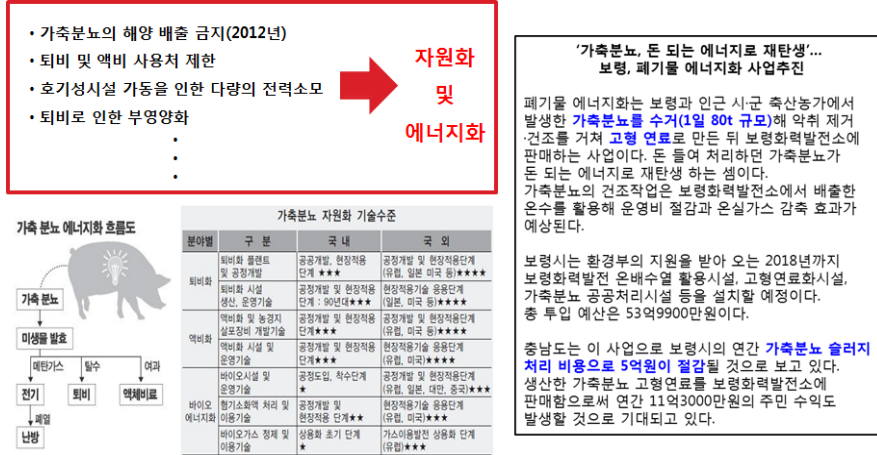 • 가축분뇨의 해양 배출 금지(2012년)
• 퇴비 및 액비 사용처 제한
• 호기성시설 가동을 인한 다량의 전력소모
• 퇴비로 인한 부영양화
•
•
•
자원화
및
에너지화
가축 분뇨 에너지화 흐름도
가축 분뇨
미생물 발효
메탄가스 탈수 여과
전기 퇴비 액체비료
폐열
난방
가축분뇨 자원화 기술수준
분야별 구 분 국 내 국 외
퇴비화
퇴비화 플랜트 공공개발, 현장적용 공정개발 및 현장적용단계
및 공정개발 단계 ★★★ (유럽, 일본 미국 등)★★★★
퇴비화 시설 공정개발 및 현장적용 현장적용기술 응용단계
생산, 운영기술 단계 : 90년대★★★ (일본, 미국 등)★★★★
액비화
액비화 및 농경지 공정개발 및 현장적용 공정개발 및 현장적용단계
살포장비 개발기술 단계★★★ (유럽, 미국 등)★★★★
액비화 시설 및 공정개발 및 현장적용 현장적용기술 응용단계
운영기술 단계★★★ (유럽, 미국)★★★★
바이오
에너지화
바이오시설 및 공정도입, 착수단계 공정개발 및 현장적용단계
운영기술 ★ (유럽, 일본, 대만, 중국)★★★
혐기소화액 처리 및 공정개발 및 현장적용기술 응용단계
이용기술 현장적용 단계★★ (유럽, 미국)★★★★
바이오가스 정제 및 상용화 초기 단계 가스이용발전 상용화 단계
이용기술 ★ (유럽)★★★
‘가축분뇨, 돈 되는 에너지로 재탄생’…
보령, 폐기물 에너지화 사업추진
폐기물 에너지화는 보령과 인근 시·군 축산농가에서
발생한 가축분뇨를 수거(1일 80t 규모)해 악취 제거
·건조를 거쳐 고형 연료로 만든 뒤 보령화력발전소에
판매하는 사업이다. 돈 들여 처리하던 가축분뇨가
돈 되는 에너지로 재탄생 하는 셈이다.
가축분뇨의 건조작업은 보령화력발전소에서 배출한
온수를 활용해 운영비 절감과 온실가스 감축 효과가
예상된다.
보령시는 환경부의 지원을 받아 오는 2018년까지
보령화력발전 온배수열 활용시설, 고형연료화시설,
가축분뇨 공공처리시설 등을 설치할 예정이다.
총 투입 예산은 53억9900만원이다.
충남도는 이 사업으로 보령시의 연간 가축분뇨 슬러지
처리 비용으로 5억원이 절감될 것으로 보고 있다.
생산한 가축분뇨 고형연료를 보령화력발전소에
판매함으로써 연간 11억3000만원의 주민 수익도
발생할 것으로 기대되고 있다.